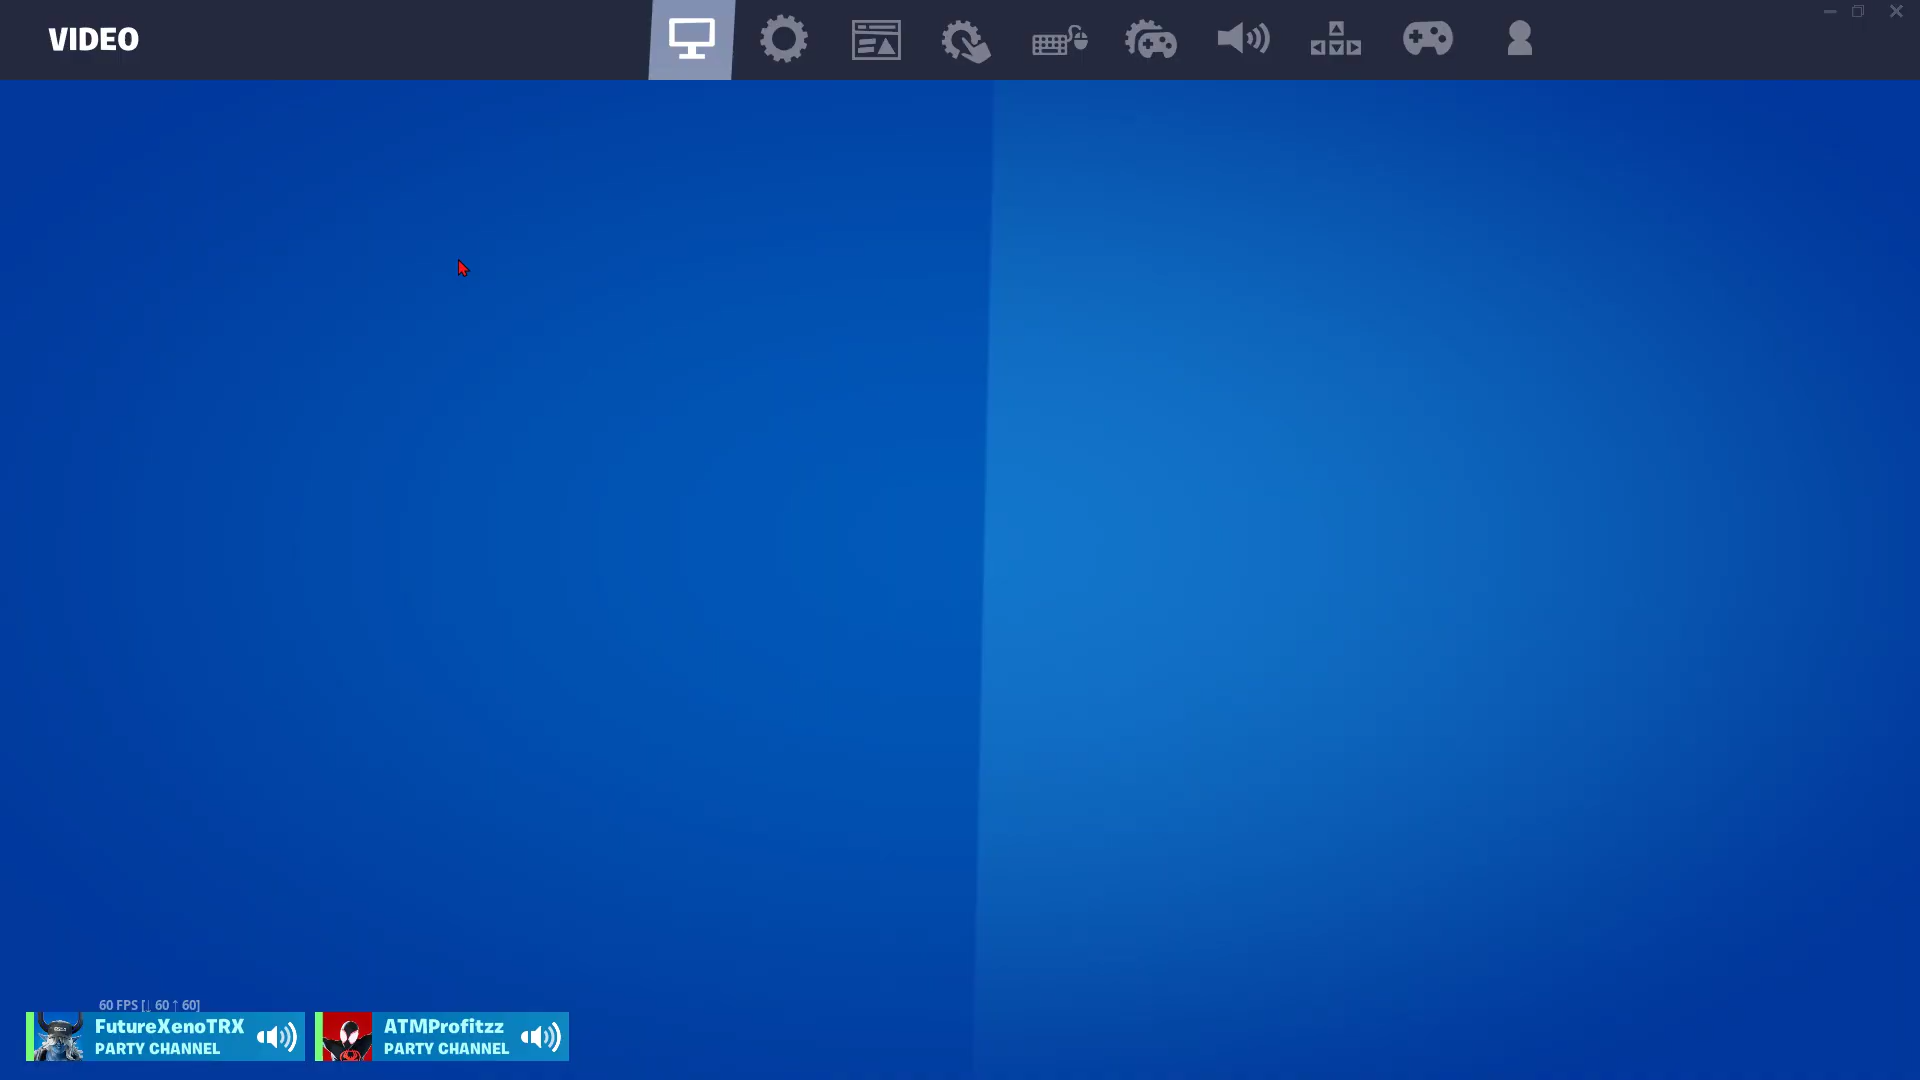 VIDEO
60 FPS [↓ 60 ↑ 60]
FutureXenoTRX
PARTY CHANNEL
ATMProfitzz
PARTY CHANNEL